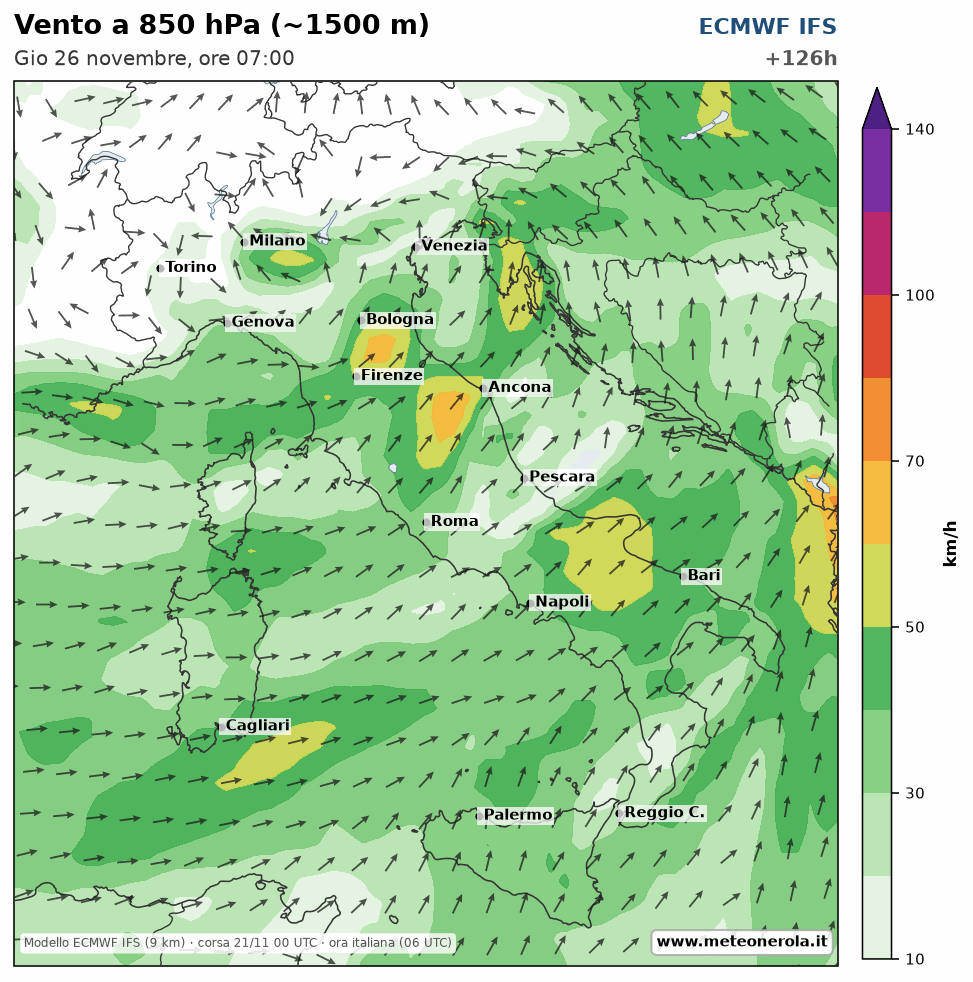 Vento a 850 hPa (~1500 m)
ECMWF IFS
Gio 26 novembre, ore 07:00
+126h
140
100
70
50
30
10
km/h
Milano
Venezia
Torino
Genova
Bologna
Firenze
Ancona
Pescara
Roma
Bari
Napoli
Cagliari
Palermo
Reggio C.
Modello ECMWF IFS (9 km) · corsa 21/11 00 UTC · ora italiana (06 UTC)
www.meteonerola.it